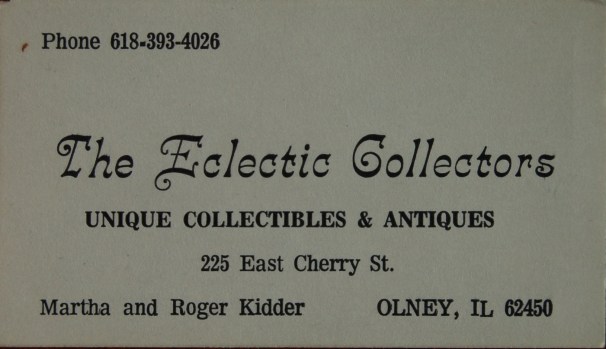 Phone 618-393-4026
The Eclectic Collectors
UNIQUE COLLECTIBLES & ANTIQUES
225 East Cherry St.
Martha and Roger Kidder OLNEY, IL 62450